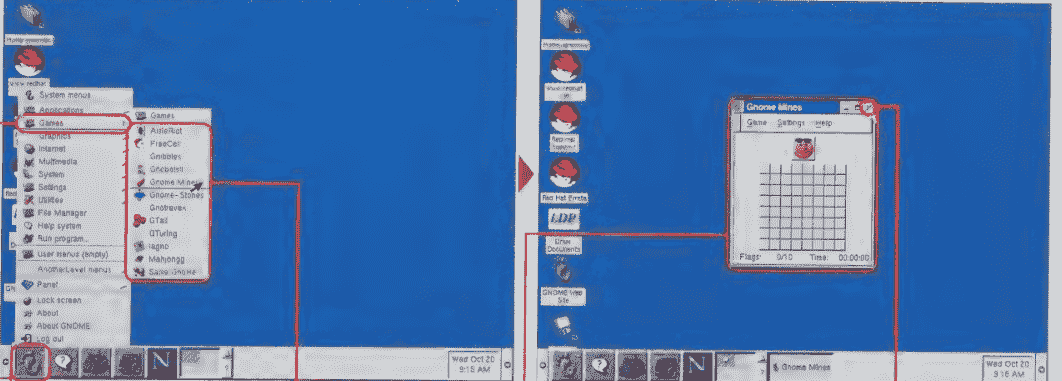 System menus
Applications
Games
Graphics
Internet
Multimedia
System
Settings
Utilities
File Manager
Help system
Run program...
User menus (empty)
AnotherLevel menus
Panel
Lock screen
About
About GNOME
Log out
Games
AisleRiot
FreeCell
Gnibbles
Gnobots II
Gnome Mines
Gnome-Stones
Gnotravex
GTali
GTuring
Iagno
Mahjongg
Same Gnome
N
Wed Oct 20
9:15 AM
Red Hat Errata
LDP
Linux
Documents
GNOME Web
Site
Gnome Mines
Game Settings Help
Flags: 0/10 Time: 00:00:00
N
Gnome Mines
Wed Oct 20
9:16 AM